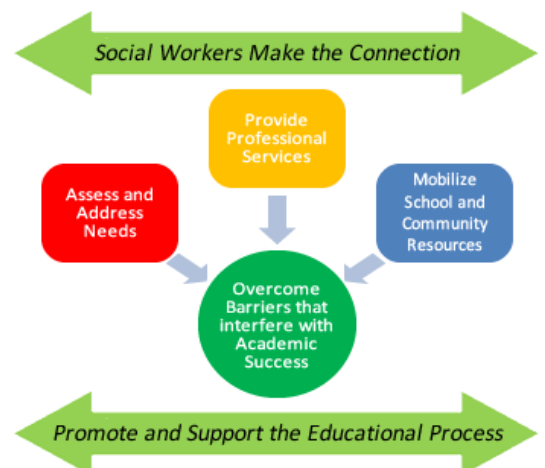 Social Workers Make the Connection
Provide
Professional
Services
Assess and
Address
Needs
Mobilize
School and
Community
Resources
Overcome
Barriers that
interfere with
Academic
Success
Promote and Support the Educational Process